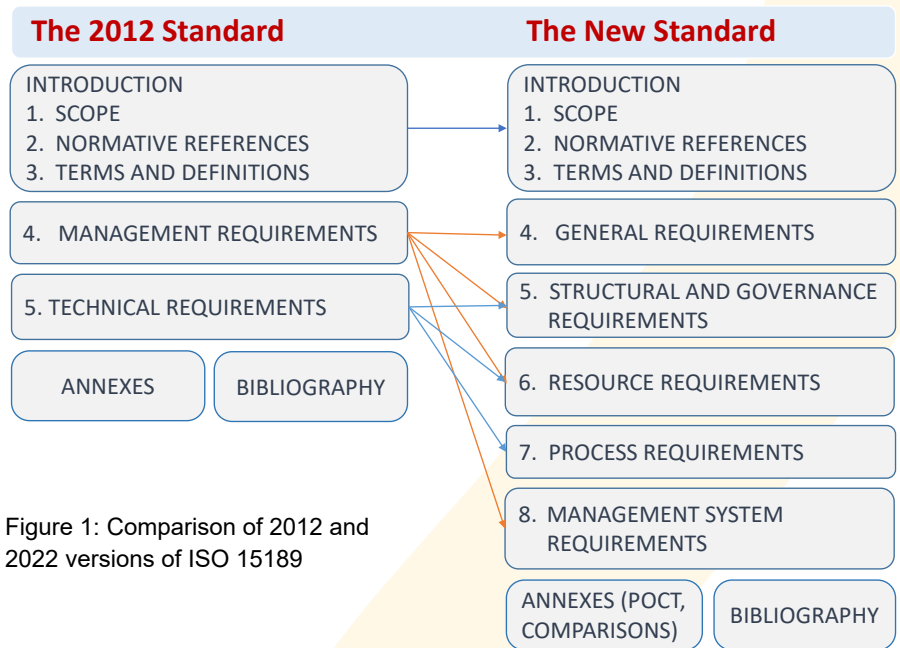 The 2012 Standard
The New Standard
INTRODUCTION
1. SCOPE
2. NORMATIVE REFERENCES
3. TERMS AND DEFINITIONS
INTRODUCTION
1. SCOPE
2. NORMATIVE REFERENCES
3. TERMS AND DEFINITIONS
4. MANAGEMENT REQUIREMENTS
4. GENERAL REQUIREMENTS
5. TECHNICAL REQUIREMENTS
5. STRUCTURAL AND GOVERNANCE
REQUIREMENTS
ANNEXES
BIBLIOGRAPHY
6. RESOURCE REQUIREMENTS
7. PROCESS REQUIREMENTS
8. MANAGEMENT SYSTEM
REQUIREMENTS
Figure 1: Comparison of 2012 and
2022 versions of ISO 15189
ANNEXES (POCT,
COMPARISONS)
BIBLIOGRAPHY